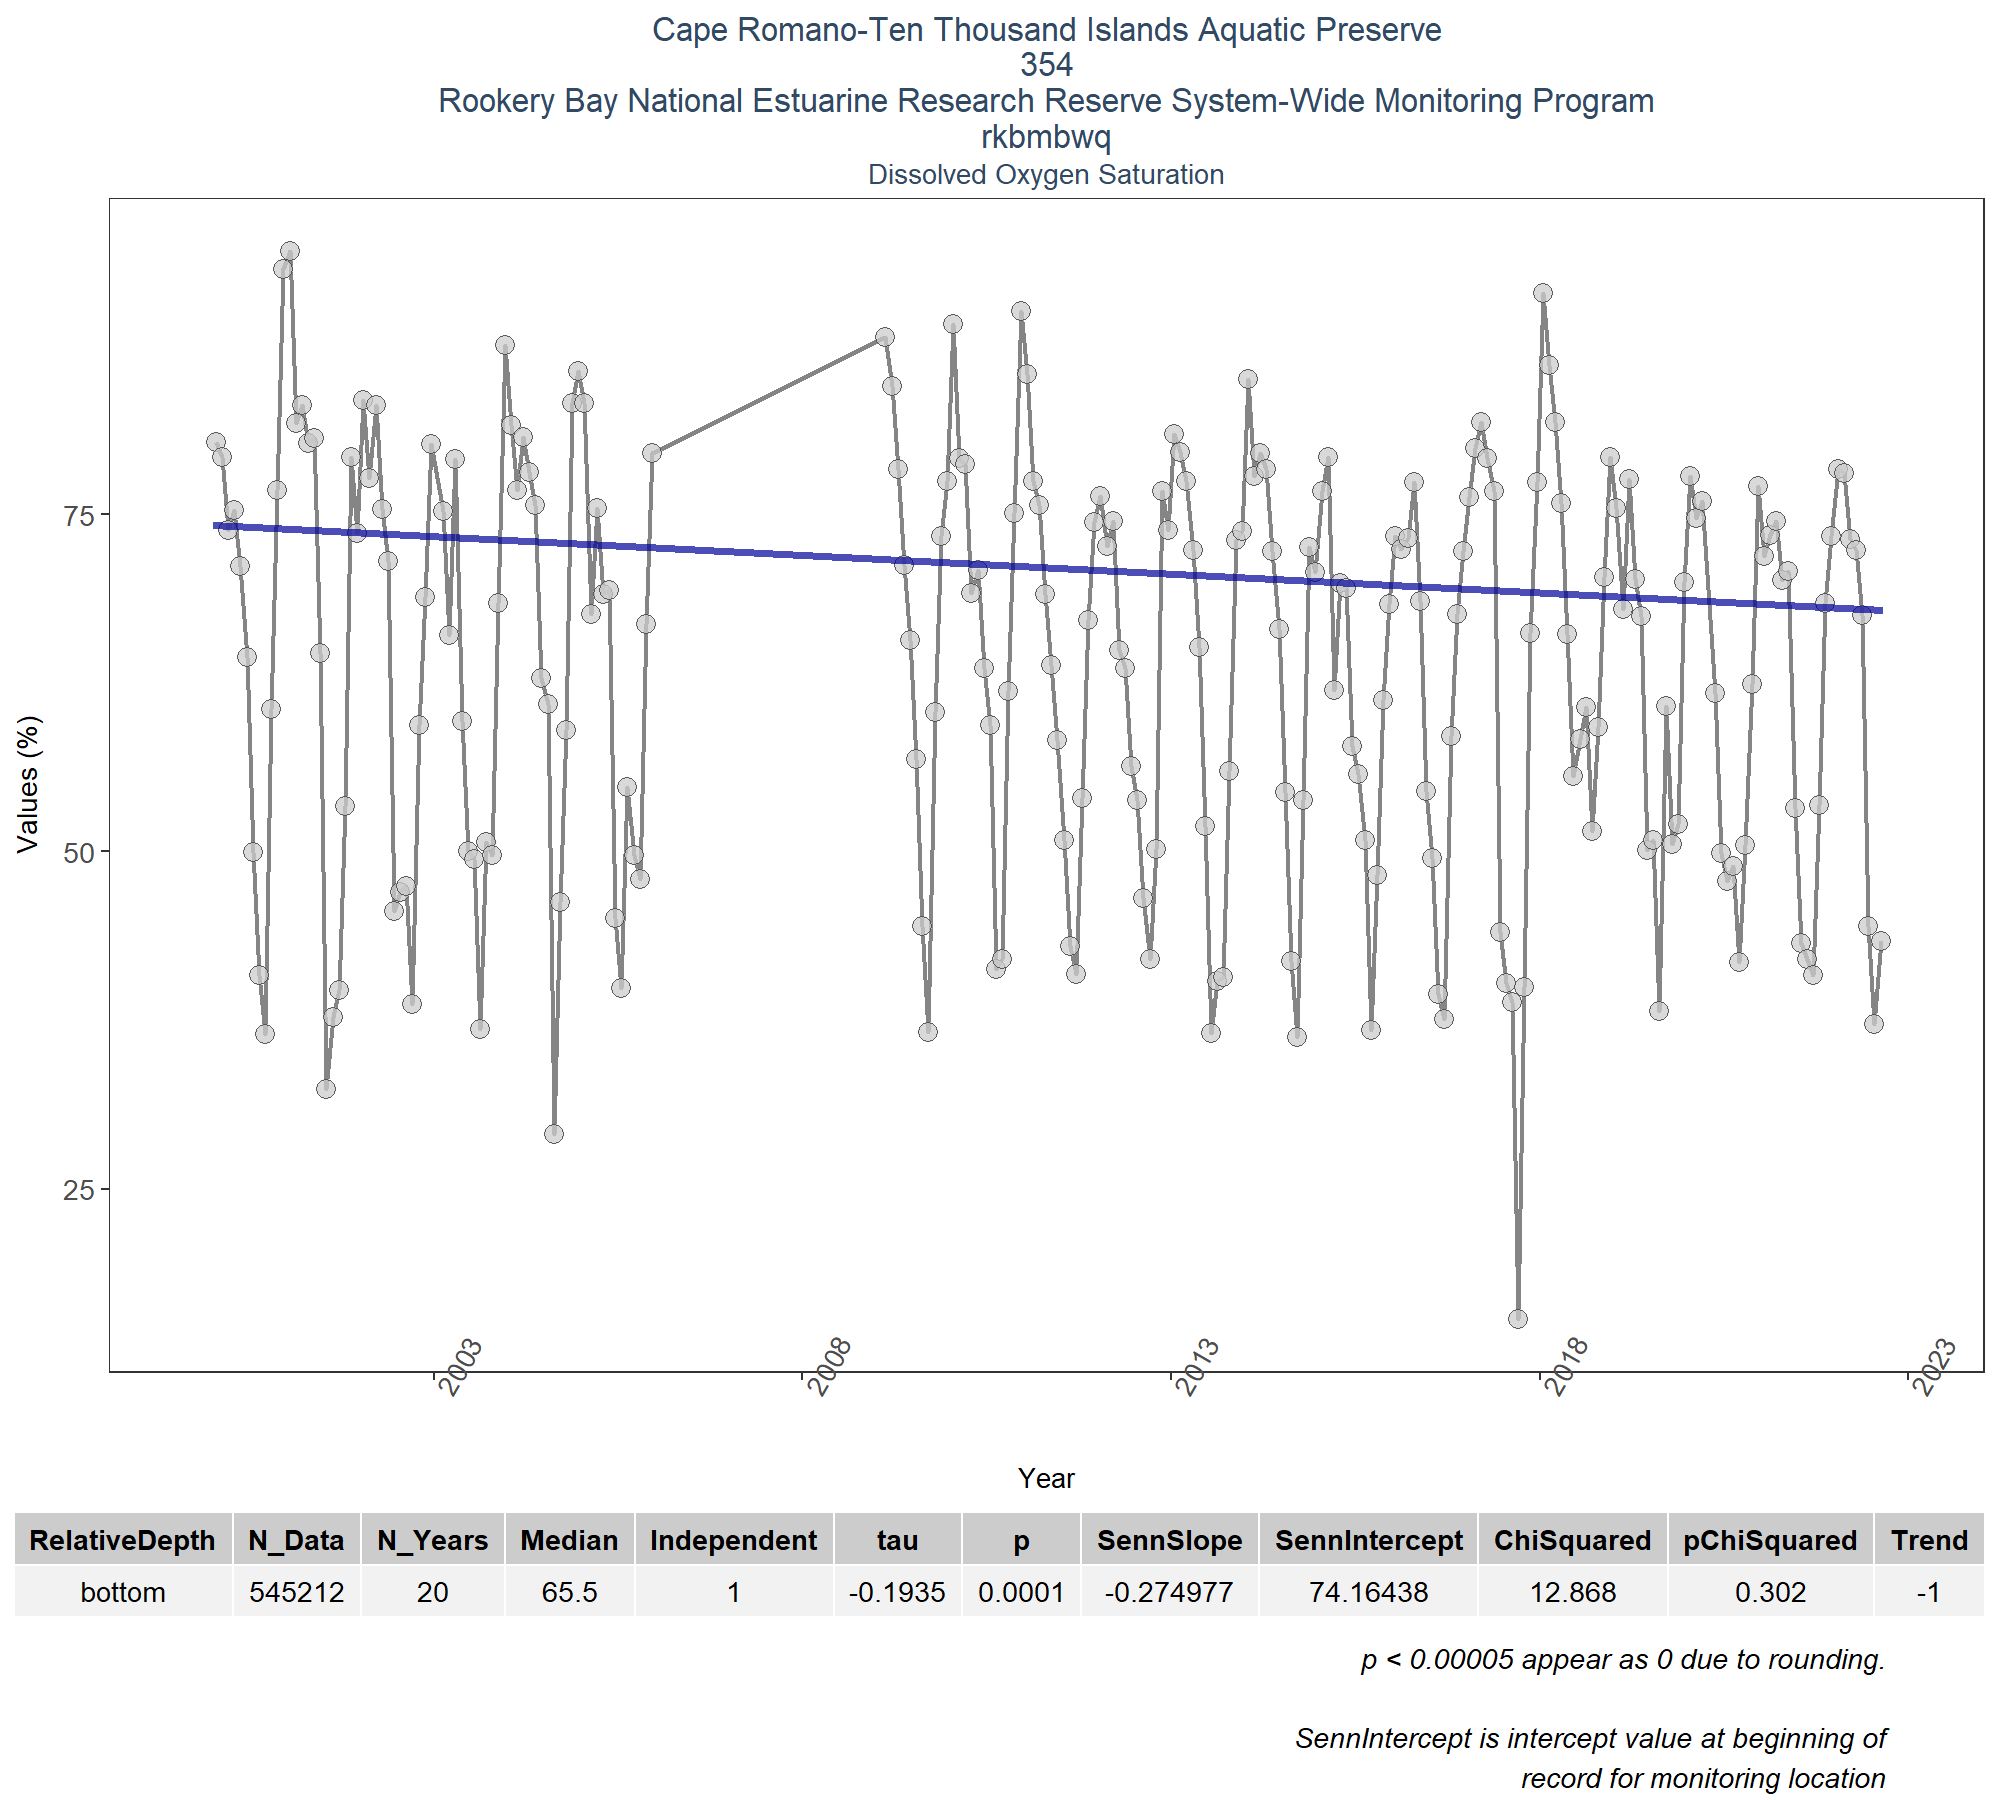 Cape Romano-Ten Thousand Islands Aquatic Preserve
354
Rookery Bay National Estuarine Research Reserve System-Wide Monitoring Program
rkbmbwq
Dissolved Oxygen Saturation
Values (%)
75
50
25
2003 2008 2013 2018 2023
Year
RelativeDepth N_Data N_Years Median Independent tau p SennSlope SennIntercept ChiSquared pChiSquared Trend
bottom 545212 20 65.5 1 -0.1935 0.0001 -0.274977 74.16438 12.868 0.302 -1
p < 0.00005 appear as 0 due to rounding.
SennIntercept is intercept value at beginning of
record for monitoring location